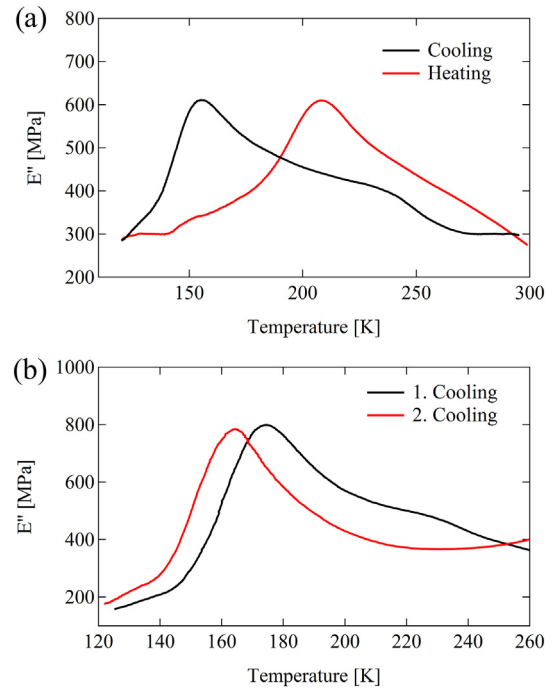 (a)
800
700
600
500
400
300
200
E" [MPa]
Cooling
Heating
150
200
250
300
Temperature [K]
(b)
1000
800
600
400
200
E" [MPa]
1. Cooling
2. Cooling
120
140
160
180
200
220
240
260
Temperature [K]